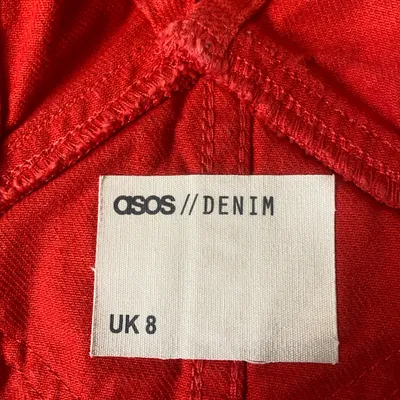 asos // DENIM
UK 8